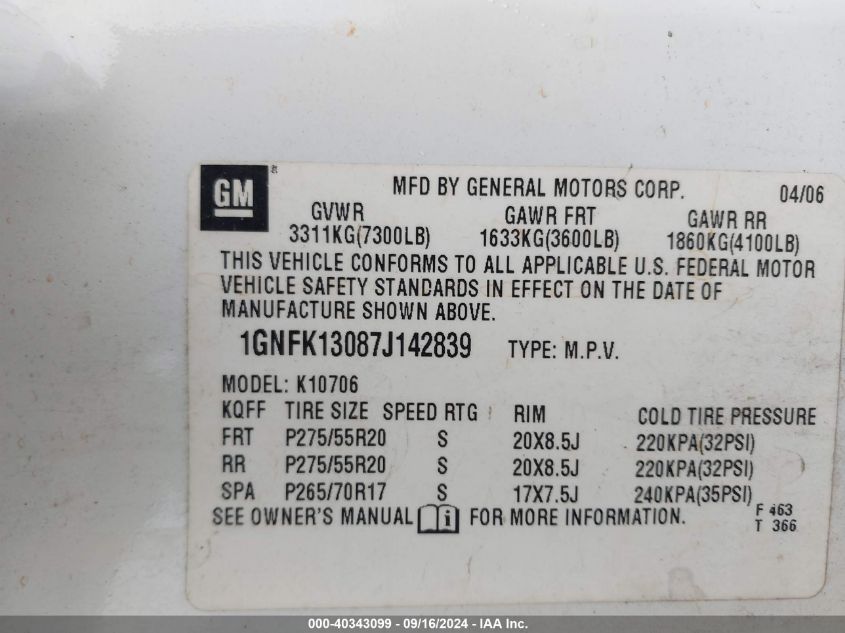 GM
MFD BY GENERAL MOTORS CORP. 04/06
GVWR GAWR FRT GAWR RR
3311KG(7300LB) 1633KG(3600LB) 1860KG(4100LB)
THIS VEHICLE CONFORMS TO ALL APPLICABLE U.S. FEDERAL MOTOR
VEHICLE SAFETY STANDARDS IN EFFECT ON THE DATE OF
MANUFACTURE SHOWN ABOVE.
1GNFK13087J142839 TYPE: M.P.V.
MODEL: K10706
KQFF TIRE SIZE SPEED RTG RIM COLD TIRE PRESSURE
FRT P275/55R20 S 20X8.5J 220KPA(32PSI)
RR P275/55R20 S 20X8.5J 220KPA(32PSI)
SPA P265/70R17 S 17X7.5J 240KPA(35PSI)
SEE OWNER'S MANUAL i FOR MORE INFORMATION. F 463
T 366
000-40343099 - 09/16/2024 - IAA Inc.